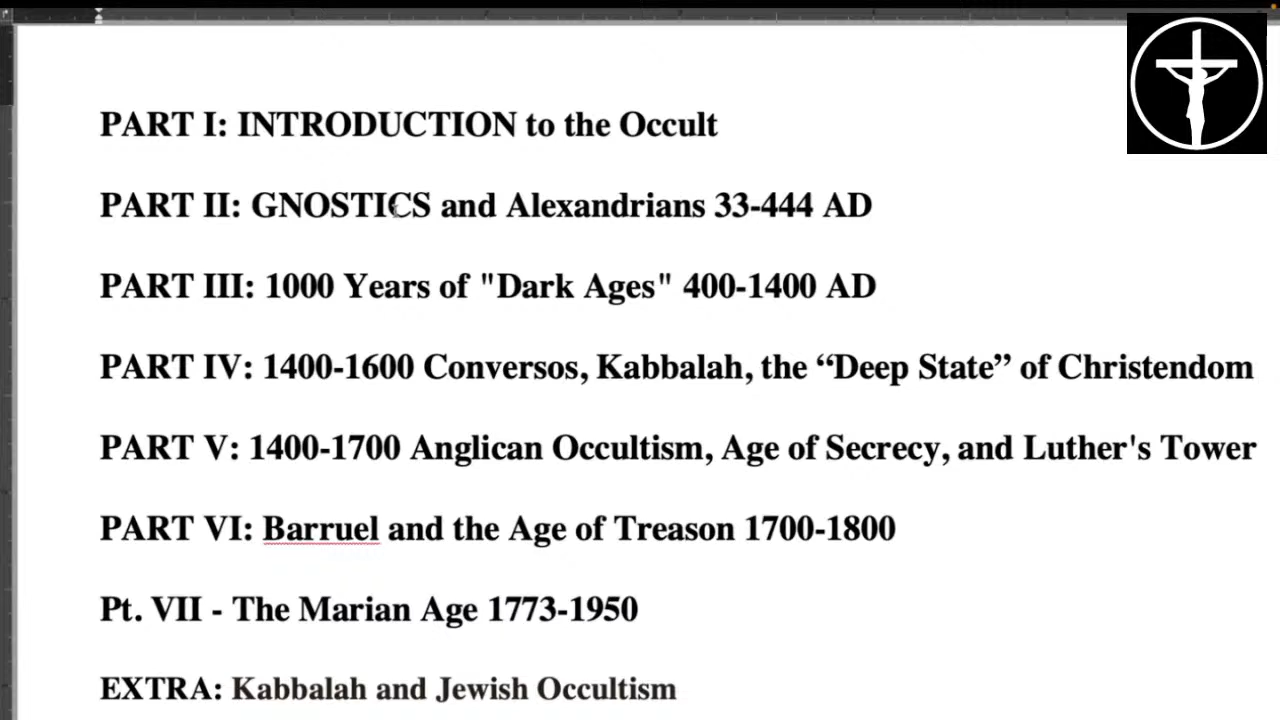 PART I: INTRODUCTION to the Occult
PART II: GNOSTICS and Alexandrians 33-444 AD
PART III: 1000 Years of "Dark Ages" 400-1400 AD
PART IV: 1400-1600 Conversos, Kabbalah, the “Deep State” of Christendom
PART V: 1400-1700 Anglican Occultism, Age of Secrecy, and Luther's Tower
PART VI: Barruel and the Age of Treason 1700-1800
Pt. VII - The Marian Age 1773-1950
EXTRA: Kabbalah and Jewish Occultism